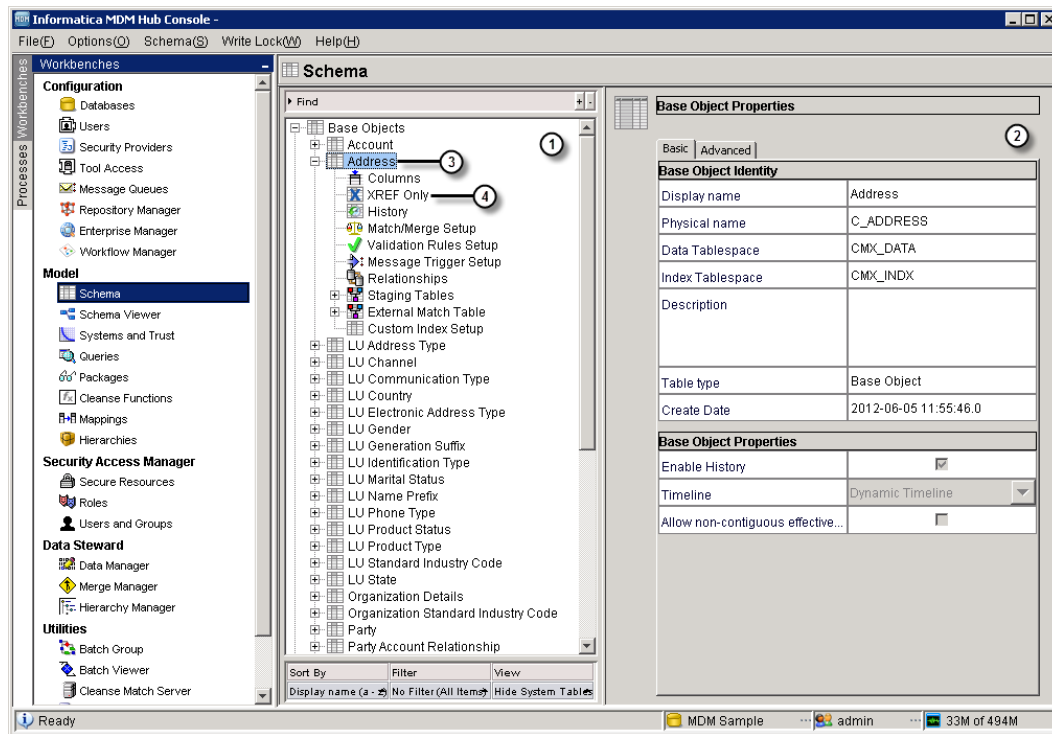 Informatica MDM Hub Console -
File(F) Options(O) Schema(S) Write Lock(W) Help(H)
Processes Workbenches
Workbenches
Configuration
Databases
Users
Security Providers
Tool Access
Message Queues
Repository Manager
Enterprise Manager
Workflow Manager
Model
Schema
Schema Viewer
Systems and Trust
Queries
Packages
Cleanse Functions
Mappings
Hierarchies
Security Access Manager
Secure Resources
Roles
Users and Groups
Data Steward
Data Manager
Merge Manager
Hierarchy Manager
Utilities
Batch Group
Batch Viewer
Cleanse Match Server
Schema
Find
Base Objects
1
Account
Address
3
Columns
XREF Only
4
History
Match/Merge Setup
Validation Rules Setup
Message Trigger Setup
Relationships
Staging Tables
External Match Table
Custom Index Setup
LU Address Type
LU Channel
LU Communication Type
LU Country
LU Electronic Address Type
LU Gender
LU Generation Suffix
LU Identification Type
LU Marital Status
LU Name Prefix
LU Phone Type
LU Product Status
LU Product Type
LU Standard Industry Code
LU State
Organization Details
Organization Standard Industry Code
Party
Party Account Relationship
Sort By Filter View
Display name (a - z) No Filter (All Items) Hide System Tables
Base Object Properties
2
Basic Advanced
Base Object Identity
Display name Address
Physical name C_ADDRESS
Data Tablespace CMX_DATA
Index Tablespace CMX_INDX
Description
Table type Base Object
Create Date 2012-06-05 11:55:46.0
Base Object Properties
Enable History
Timeline Dynamic Timeline
Allow non-contiguous effective...
Ready MDM Sample ... admin ... 33M of 494M